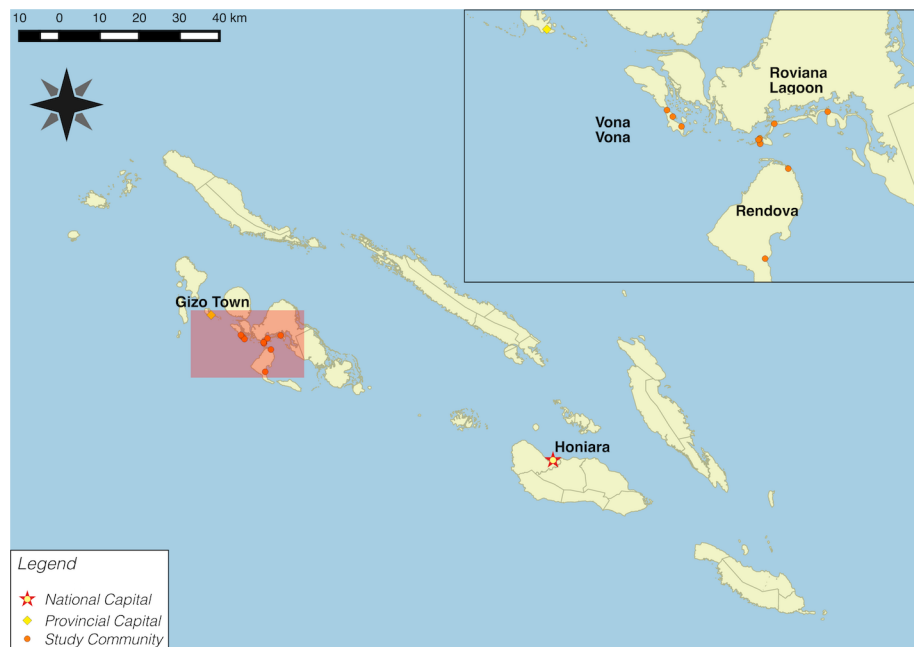 10 0 10 20 30 40 km
Roviana
Lagoon
Vona
Vona
Rendova
Gizo Town
Honiara
Legend
National Capital
Provincial Capital
Study Community